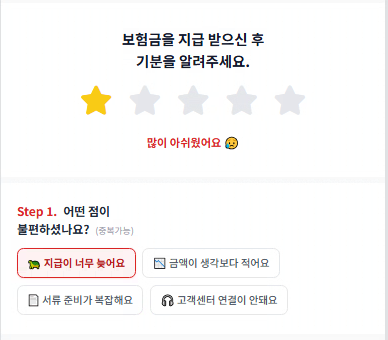 보험금을 지급 받으신 후
기분을 알려주세요.
많이 아쉬웠어요 😥
Step 1. 어떤 점이
불편하셨나요? (중복가능)
🐢 지급이 너무 늦어요
📉 금액이 생각보다 적어요
📄 서류 준비가 복잡해요
🎧 고객센터 연결이 안돼요